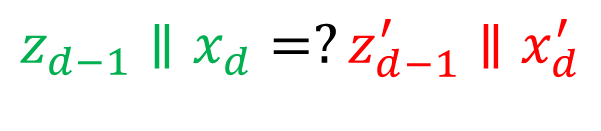 z_{d−1} ∥ x_d =? z′_{d−1} ∥ x′_d